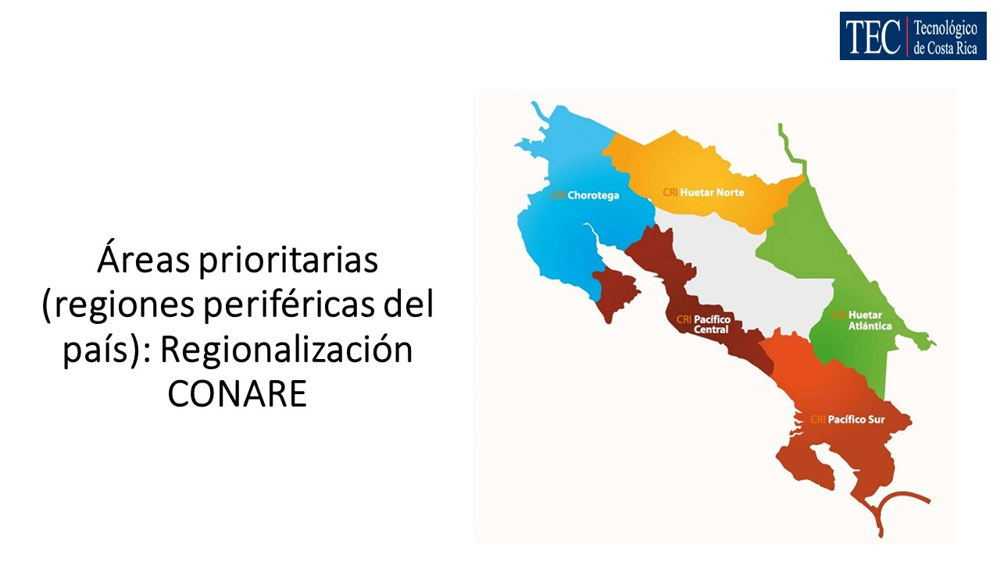 TEC Tecnológico
de Costa Rica
Áreas prioritarias
(regiones periféricas del
país): Regionalización
CONARE
CRI Chorotega
CRI Huetar Norte
CRI Pacífico
Central
CRI Huetar
Atlántica
CRI Pacífico Sur